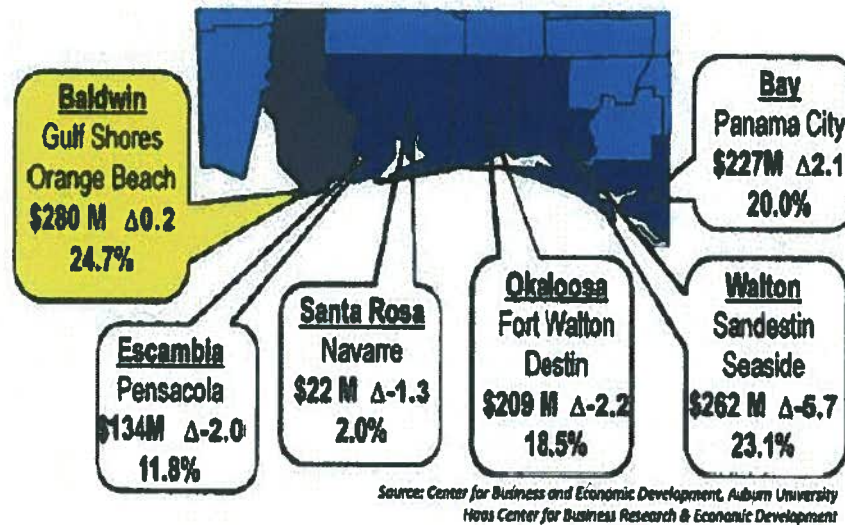 Baldwin
Gulf Shores
Orange Beach
$280 M Δ0.2
24.7%
Escambia
Pensacola
$134M Δ-2.0
11.8%
Santa Rosa
Navarre
$22 M Δ-1.3
2.0%
Okaloosa
Fort Walton
Destin
$209 M Δ-2.2
18.5%
Walton
Sandestin
Seaside
$262 M Δ-5.7
23.1%
Bay
Panama City
$227M Δ2.1
20.0%
Source: Center for Business and Economic Development, Auburn University
Haas Center for Business Research & Economic Development